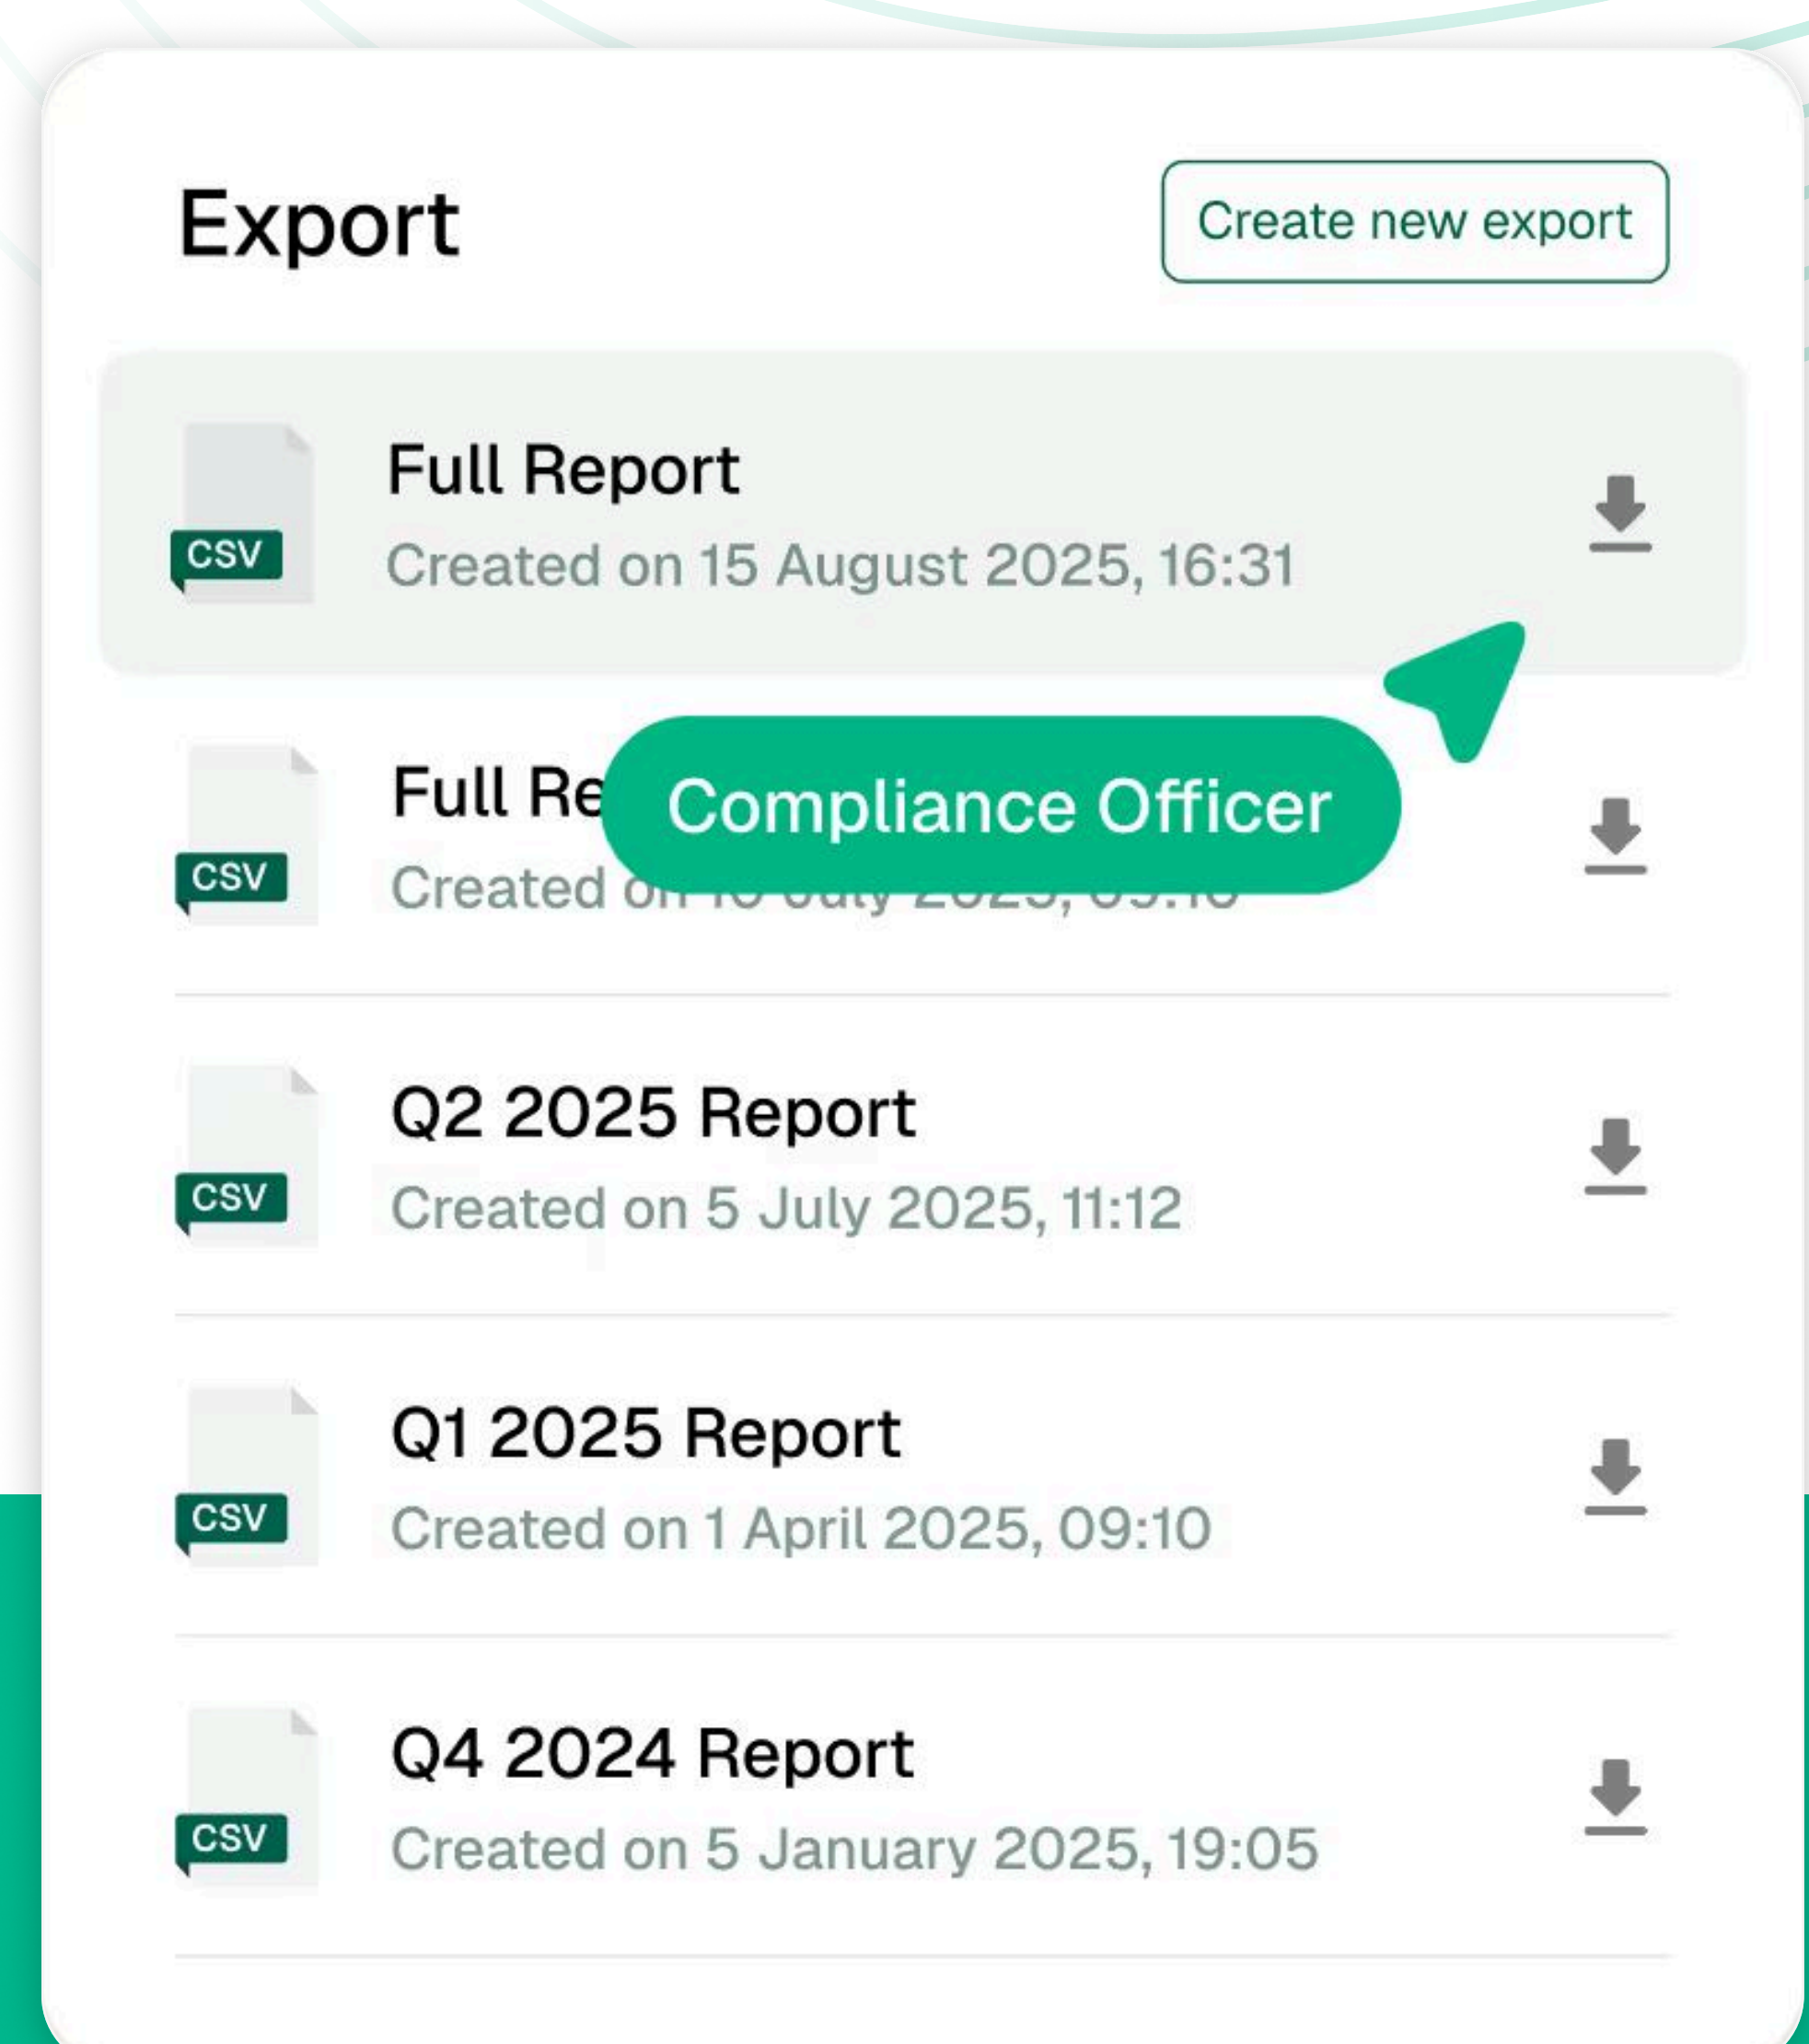 Export
Create new export
CSV
Full Report
Created on 15 August 2025, 16:31
CSV
Full Re
Compliance Officer
Created
CSV
Q2 2025 Report
Created on 5 July 2025, 11:12
CSV
Q1 2025 Report
Created on 1 April 2025, 09:10
CSV
Q4 2024 Report
Created on 5 January 2025, 19:05